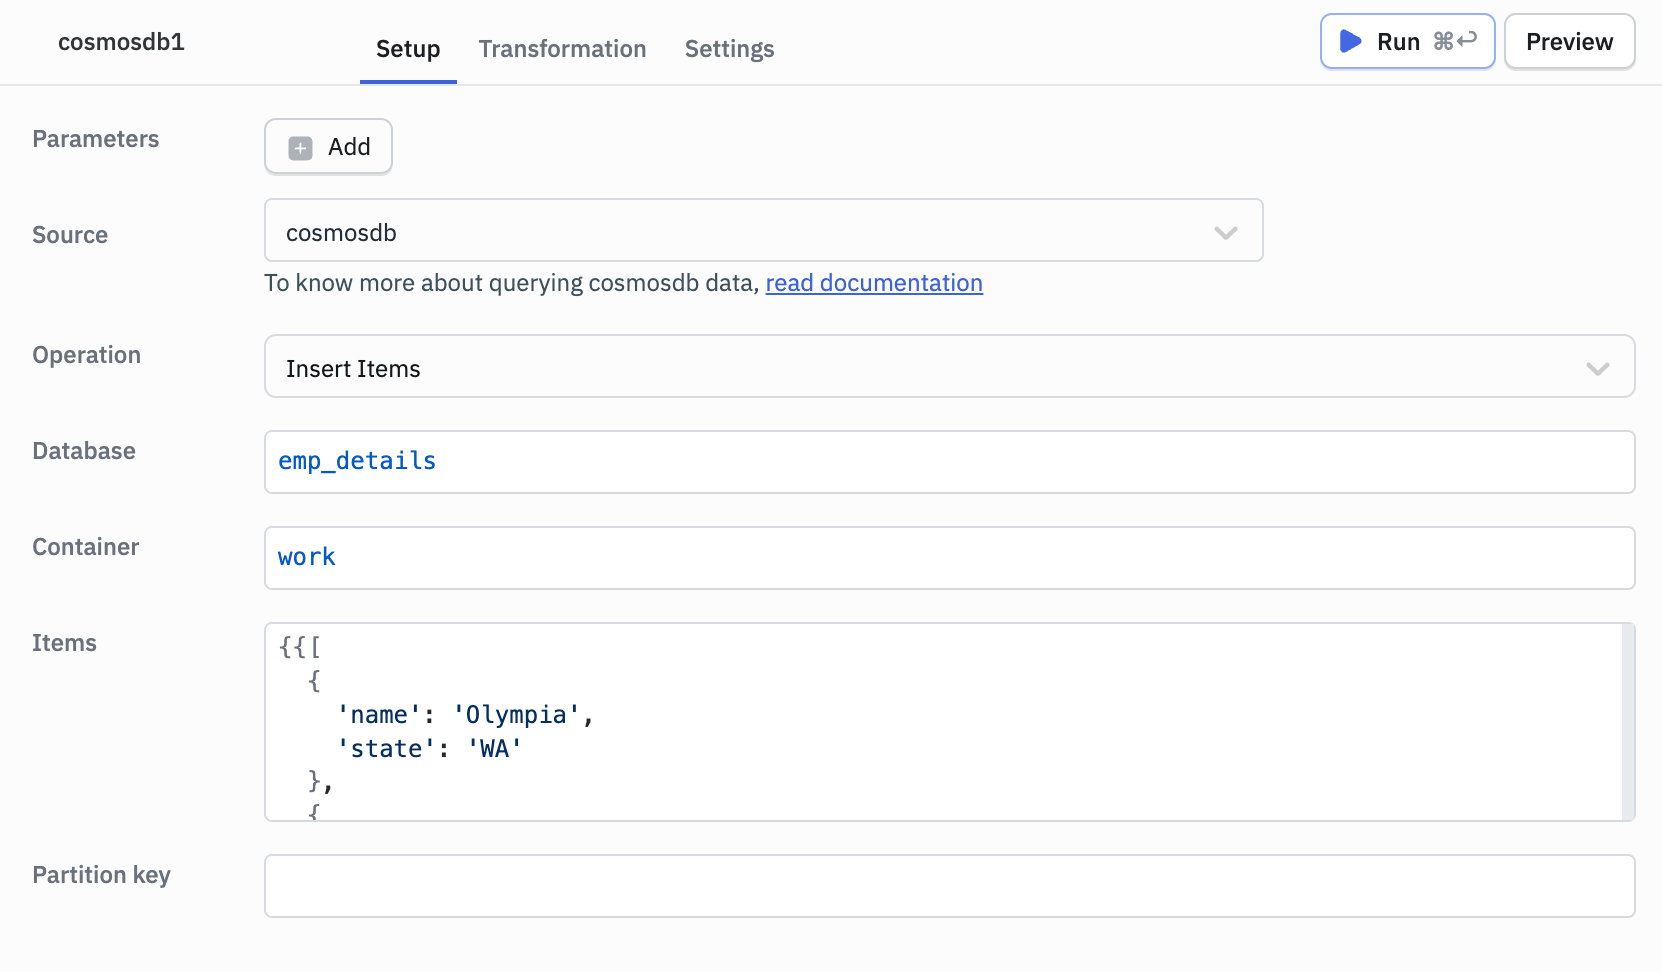 cosmosdb1
Setup Transformation Settings
Run ⌘↩ Preview
Parameters
Add
Source
cosmosdb
To know more about querying cosmosdb data, read documentation
Operation
Insert Items
Database
emp_details
Container
work
Items
{{[
{
'name': 'Olympia',
'state': 'WA'
},
{
Partition key